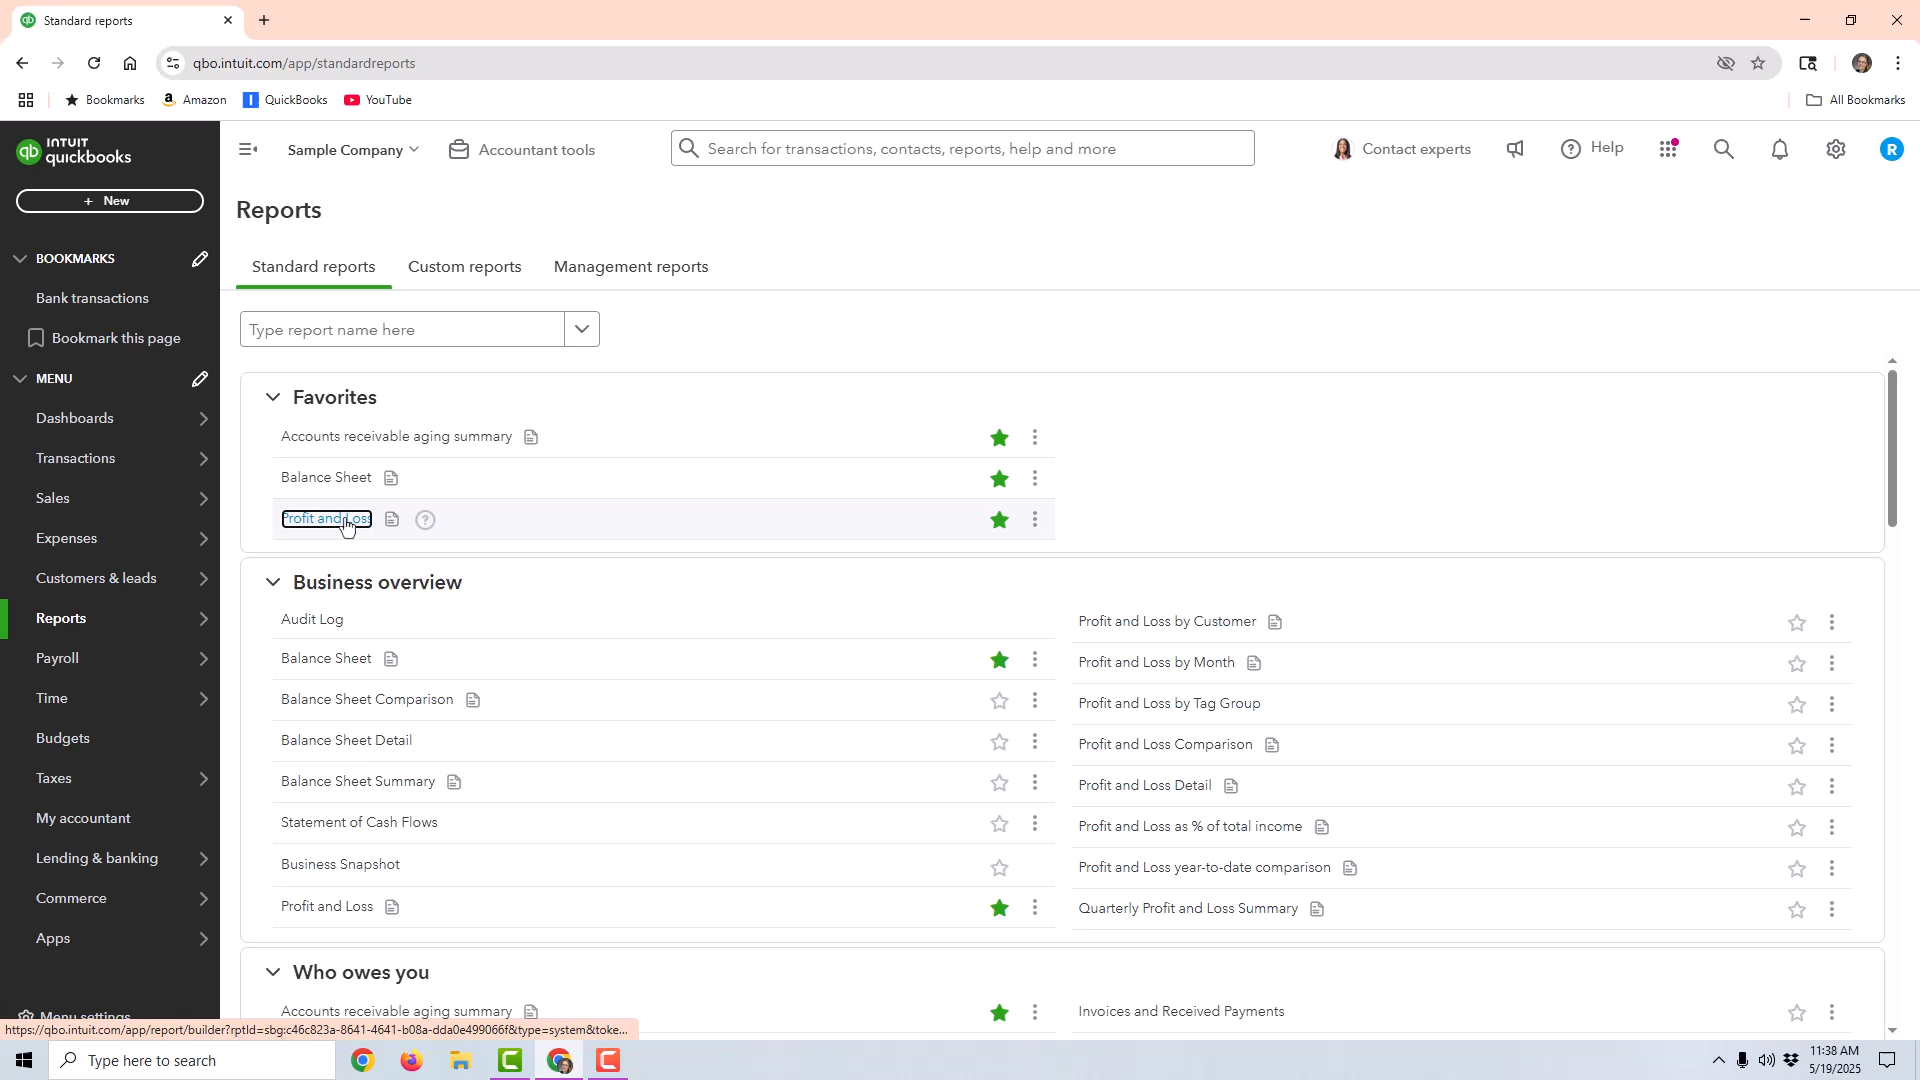 Standard reports
qbo.intuit.com/app/standardreports
Bookmarks
Amazon
QuickBooks
YouTube
All Bookmarks
INTUIT
quickbooks
Sample Company
Accountant tools
Search for transactions, contacts, reports, help and more
Contact experts
Help
R
+ New
BOOKMARKS
Bank transactions
Bookmark this page
MENU
Dashboards
Transactions
Sales
Expenses
Customers & leads
Reports
Payroll
Time
Budgets
Taxes
My accountant
Lending & banking
Commerce
Apps
Menu settings
Reports
Standard reports
Custom reports
Management reports
Type report name here
Favorites
Accounts receivable aging summary
Balance Sheet
Profit and Loss
Business overview
Audit Log
Balance Sheet
Balance Sheet Comparison
Balance Sheet Detail
Balance Sheet Summary
Statement of Cash Flows
Business Snapshot
Profit and Loss
Profit and Loss by Customer
Profit and Loss by Month
Profit and Loss by Tag Group
Profit and Loss Comparison
Profit and Loss Detail
Profit and Loss as % of total income
Profit and Loss year-to-date comparison
Quarterly Profit and Loss Summary
Who owes you
Accounts receivable aging summary
Invoices and Received Payments
https://qbo.intuit.com/app/report/builder?rptId=sbg:c46c823a-8641-4641-b08a-dda0e499066f&type=system&toke...
Type here to search
11:38 AM
5/19/2025